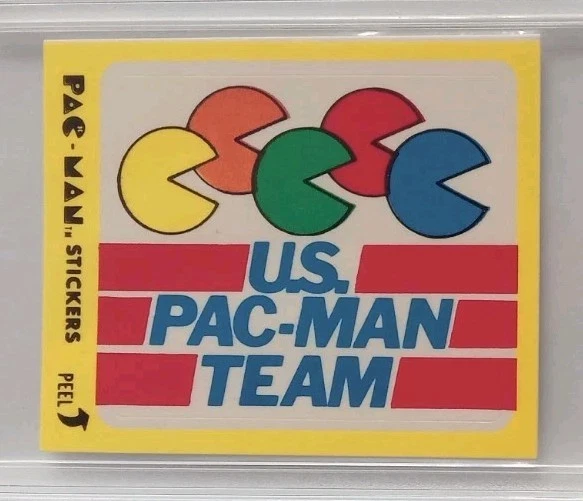 PAC-MAN™ STICKERS PEEL
U.S.
PAC-MAN
TEAM